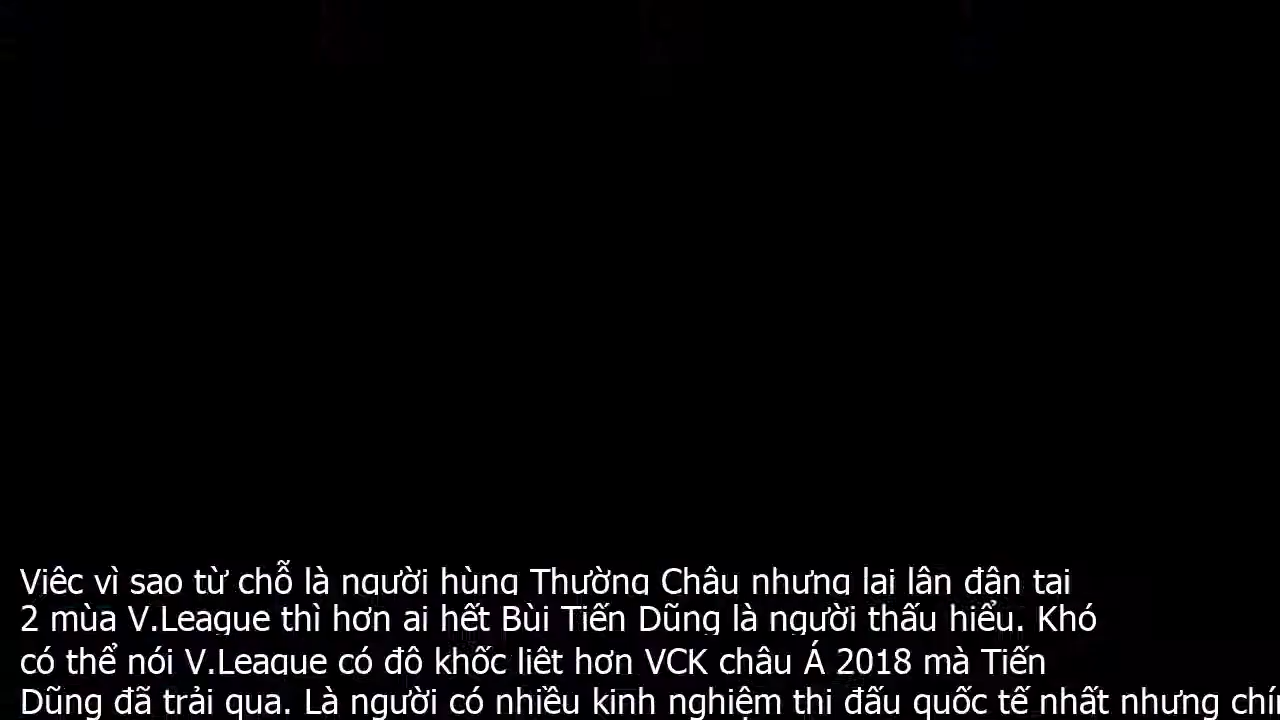 Việc vì sao từ chỗ là người hùng Thường Châu nhưng lại lận đận tại
2 mùa V.League thì hơn ai hết Bùi Tiến Dũng là người thấu hiểu. Khó
có thể nói V.League có độ khốc liệt hơn VCK châu Á 2018 mà Tiến
Dũng đã trải qua. Là người có nhiều kinh nghiệm thi đấu quốc tế nhất nhưng